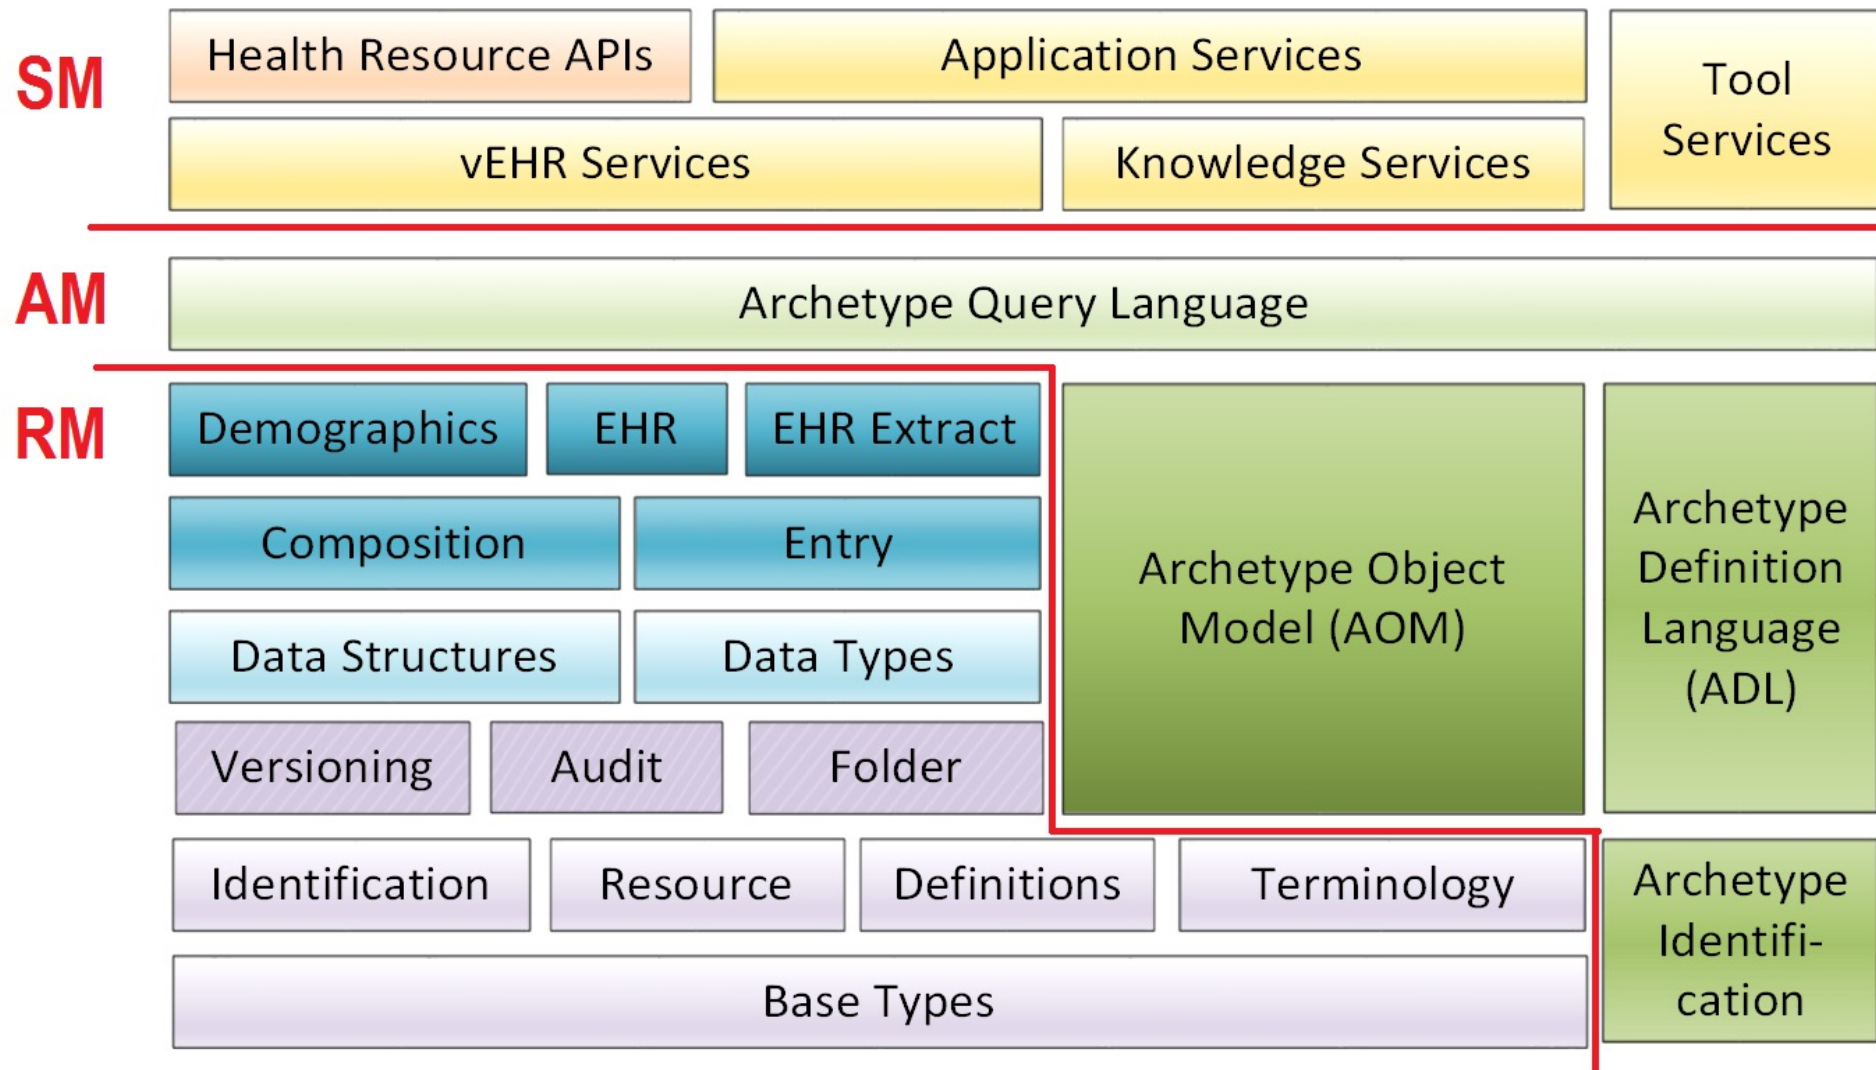 SM
Health Resource APIs
Application Services
Tool
Services
vEHR Services
Knowledge Services
AM
Archetype Query Language
RM
Demographics
EHR
EHR Extract
Composition
Entry
Data Structures
Data Types
Versioning
Audit
Folder
Archetype Object
Model (AOM)
Archetype
Definition
Language
(ADL)
Identification
Resource
Definitions
Terminology
Base Types
Archetype
Identifi-
cation